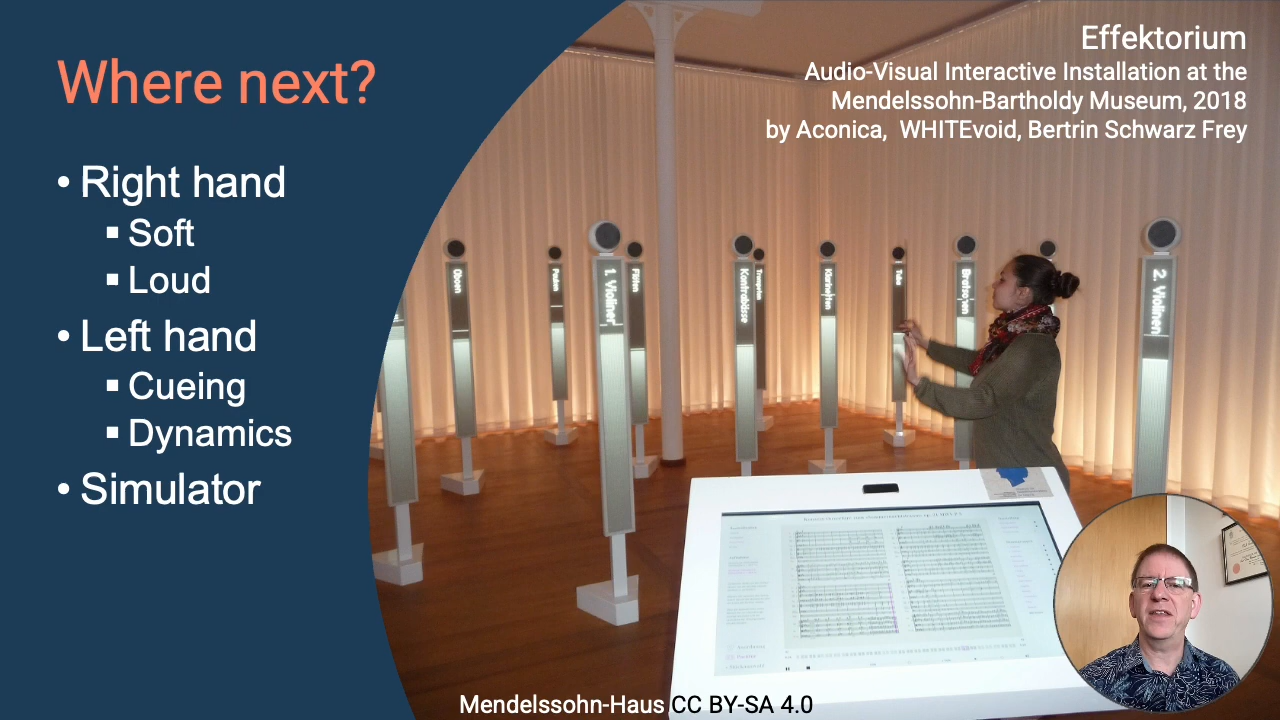 Where next?
• Right hand
▪ Soft
▪ Loud
• Left hand
▪ Cueing
▪ Dynamics
• Simulator
Effektorium
Audio-Visual Interactive Installation at the
Mendelssohn-Bartholdy Museum, 2018
by Aconica, WHITEvoid, Bertrin Schwarz Frey
Oboen
Pauken
1. Violinen
Flöten
Kontrabässe
Trompeten
Klarinetten
Tuba
Bratschen
2. Violinen
Mendelssohn-Haus CC BY-SA 4.0